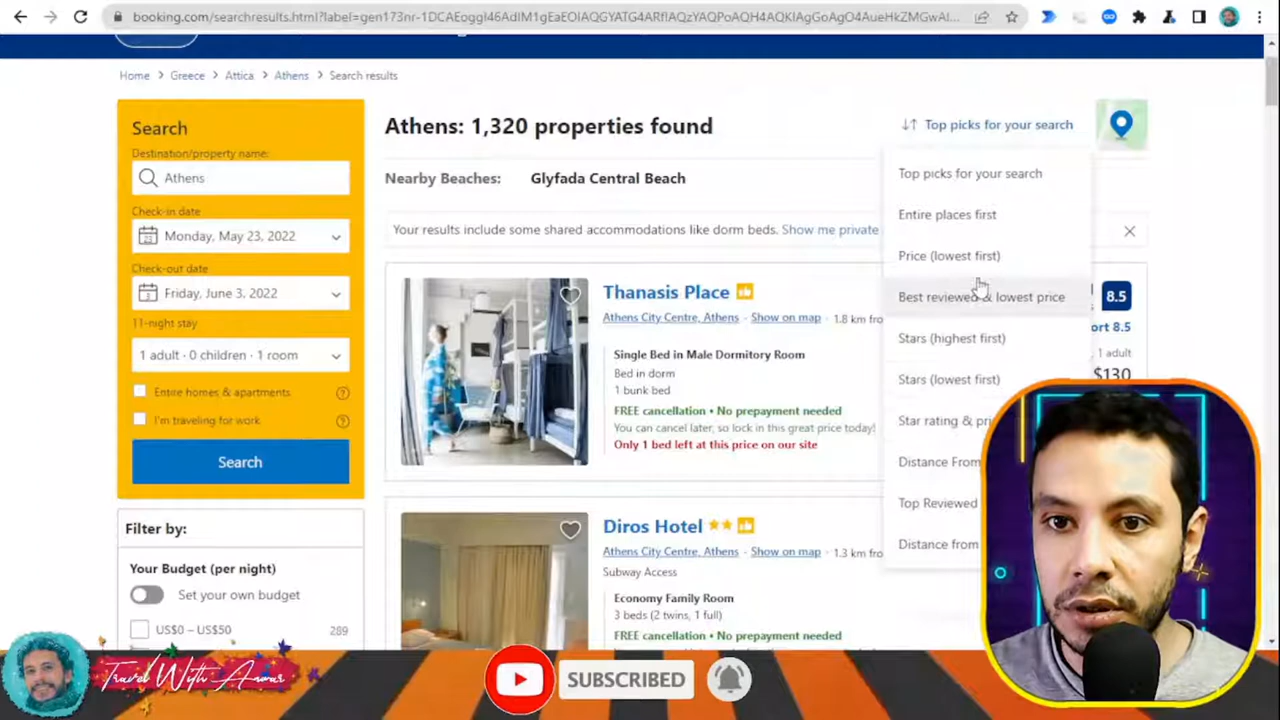 booking.com/searchresults.html?label=gen173nr-
Home > Greece > Attica > Athens > Search results
Search
Destination/property name:
Athens
Check-in date
Monday, May 23, 2022
Check-out date
Friday, June 3, 2022
11-night stay
1 adult · 0 children · 1 room
Entire homes & apartments
I'm traveling for work
Search
Filter by:
Your Budget (per night)
Set your own budget
US$0 – US$50 289
Athens: 1,320 properties found
Top picks for your search
Nearby Beaches: Glyfada Central Beach
Your results include some shared accommodations like dorm beds. Show me private
Top picks for your search
Entire places first
Price (lowest first)
Best reviewed & lowest price
Stars (highest first)
Stars (lowest first)
Star rating &
Distance From
Top Reviewed
Distance from
Thanasis Place
Athens City Centre, Athens · Show on map · 1.8 km
Single Bed in Male Dormitory Room
Bed in dorm
1 bunk bed
FREE cancellation • No prepayment needed
You can cancel later, so lock in this great price today!
Only 1 bed left at this price on our site
8.5
8.5
1 adult
$130
Diros Hotel
Athens City Centre, Athens · Show on map · 1.3 km
Subway Access
Economy Family Room
3 beds (2 twins, 1 full)
FREE cancellation • No prepayment needed
Travel With Anwar
SUBSCRIBED